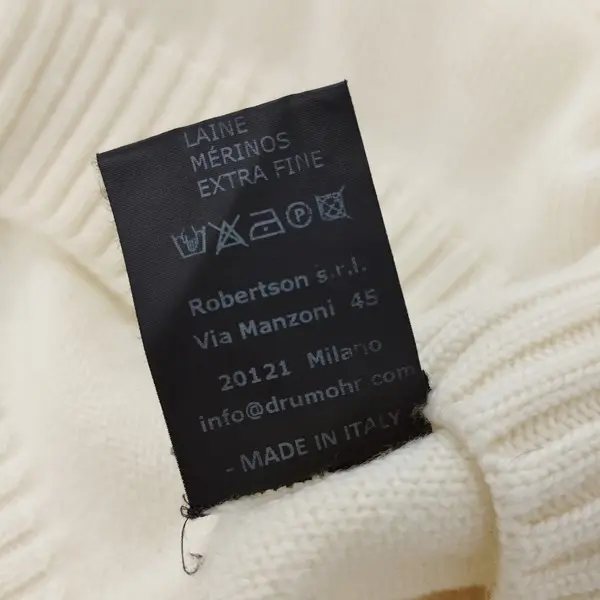 LAINE
MÉRINOS
EXTRA FINE
P
Robertson s.r.l.
Via Manzoni 45
20121 Milano
info@drumohr.com
- MADE IN ITALY